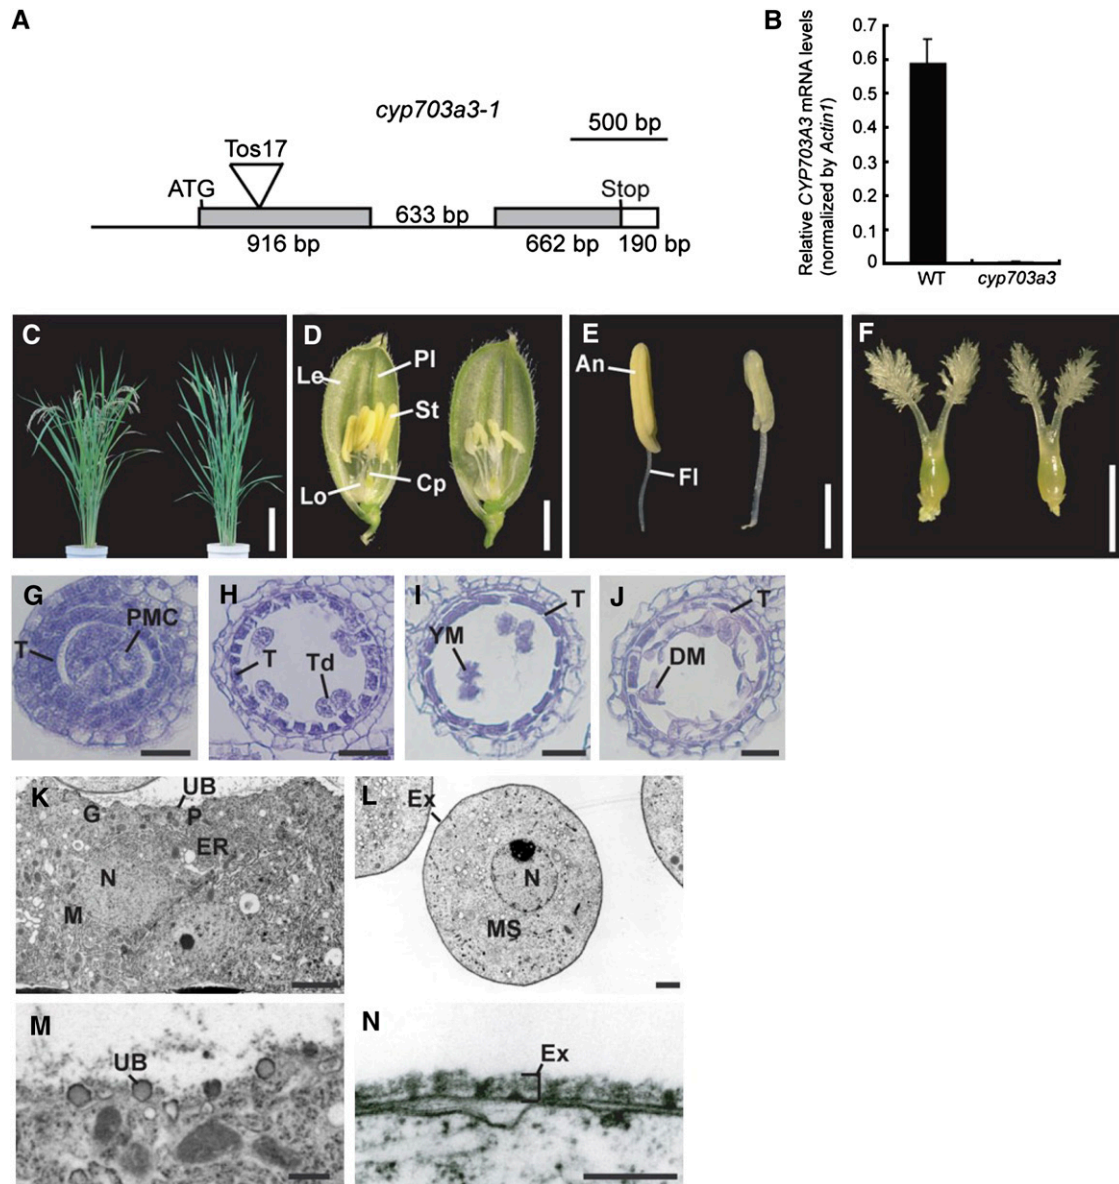 A
cyp703a3-1
500 bp
Tos17
ATG
Stop
633 bp
916 bp
662 bp
190 bp
B
Relative CYP703A3 mRNA levels
(normalized by Actin1)
0.7
0.6
0.5
0.4
0.3
0.2
0.1
0
WT
cyp703a3
C
D
Le
Pl
St
Lo
Cp
E
An
Fl
F
G
PMC
T
H
T
Td
I
T
YM
J
T
DM
K
UB
G
P
ER
N
M
L
Ex
N
MS
M
UB
N
Ex